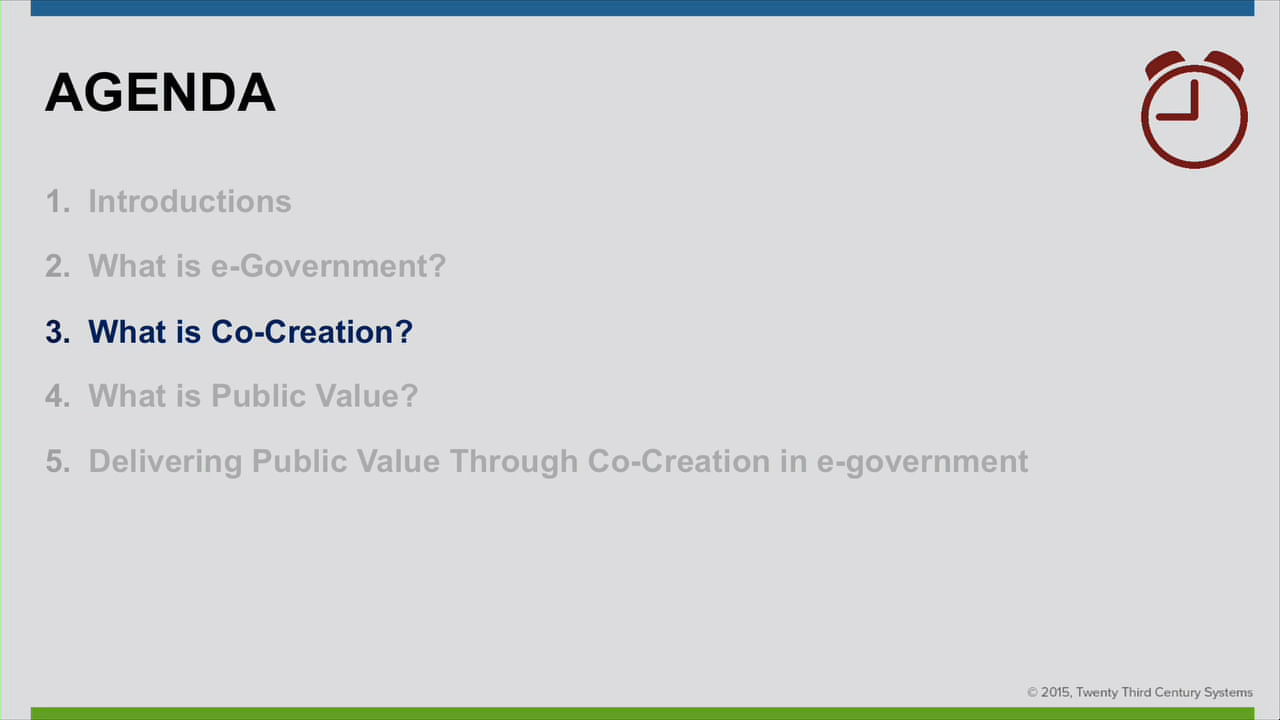 AGENDA
1. Introductions
2. What is e-Government?
3. What is Co-Creation?
4. What is Public Value?
5. Delivering Public Value Through Co-Creation in e-government
© 2015, Twenty Third Century Systems